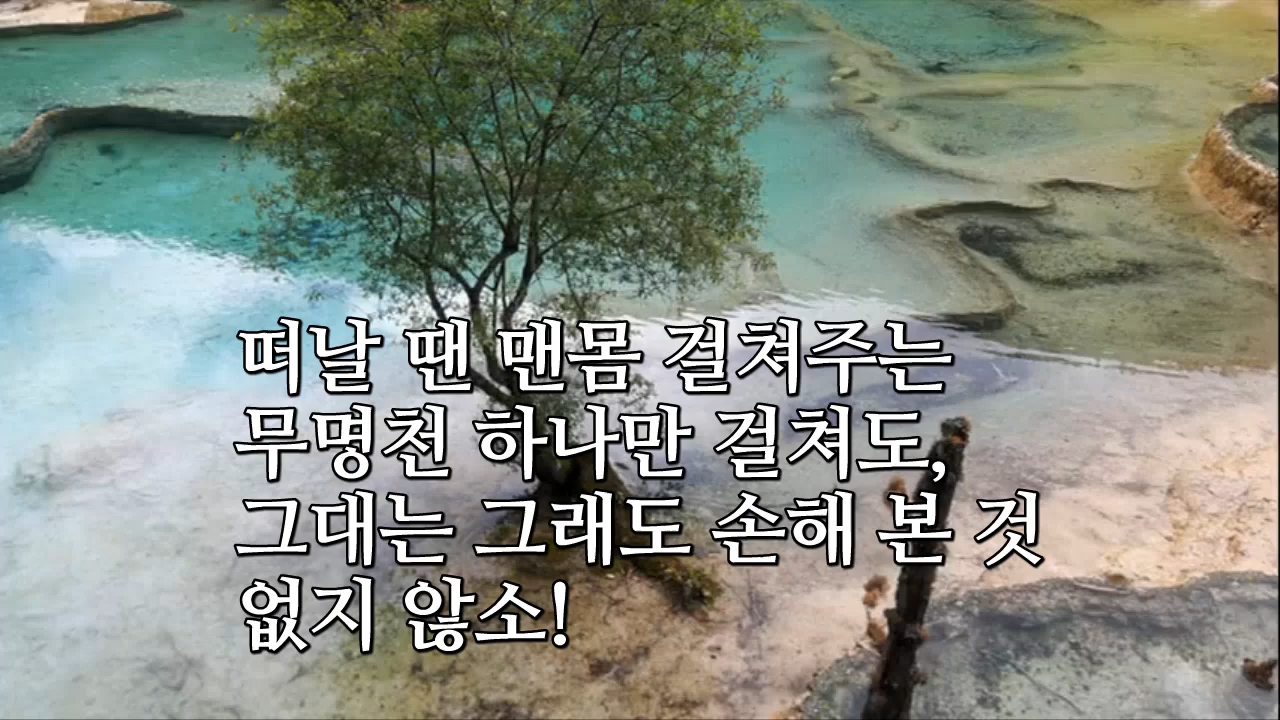 떠날 땐 맨몸 걸쳐주는
무명천 하나만 걸쳐도,
그대는 그래도 손해 본 것
없지 않소!